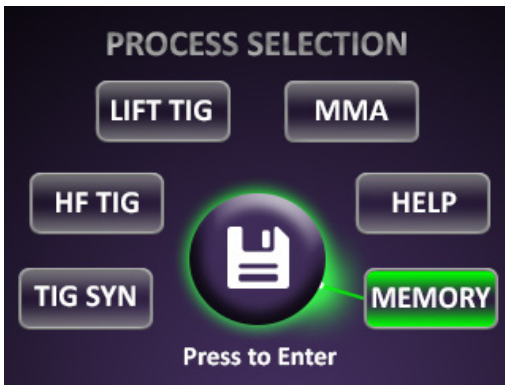 PROCESS SELECTION
LIFT TIG
MMA
HF TIG
HELP
TIG SYN
MEMORY
Press to Enter